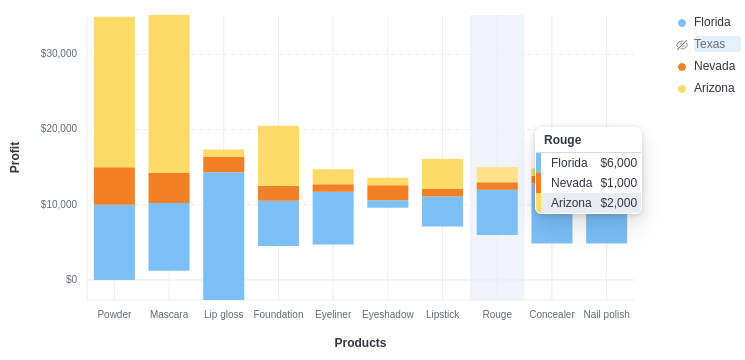 Florida
Texas
Nevada
Arizona
$30,000
$20,000
$10,000
$0
Profit
Rouge
Florida $6,000
Nevada $1,000
Arizona $2,000
Powder Mascara Lip gloss Foundation Eyeliner Eyeshadow Lipstick Rouge Concealer Nail polish
Products